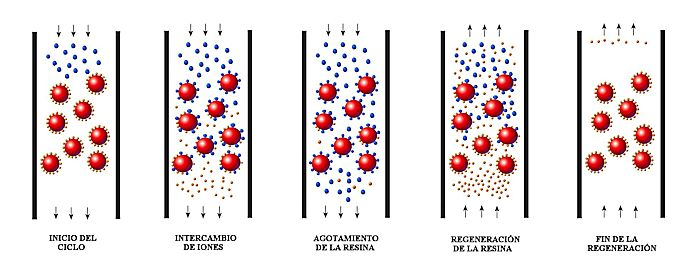 INICIO DEL
CICLO
INTERCAMBIO
DE IONES
AGOTAMIENTO
DE LA RESINA
REGENERACIÓN
DE LA RESINA
FIN DE LA
REGENERACIÓN